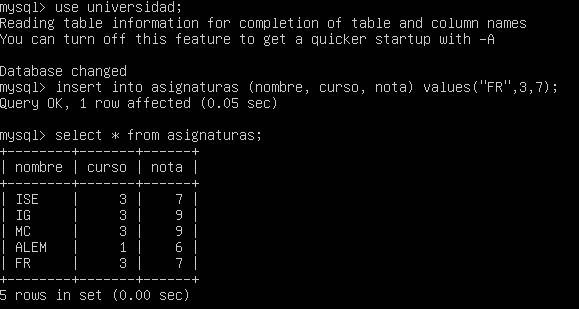 mysql> use universidad;
Reading table information for completion of table and column names
You can turn off this feature to get a quicker startup with -A

Database changed
mysql> insert into asignaturas (nombre, curso, nota) values("FR",3,7);
Query OK, 1 row affected (0.05 sec)

mysql> select * from asignaturas;
+--------+-------+------+
| nombre | curso | nota |
+--------+-------+------+
| ISE    |     3 |    7 |
| IG     |     3 |    9 |
| MC     |     3 |    9 |
| ALEM   |     1 |    6 |
| FR     |     3 |    7 |
+--------+-------+------+
5 rows in set (0.00 sec)